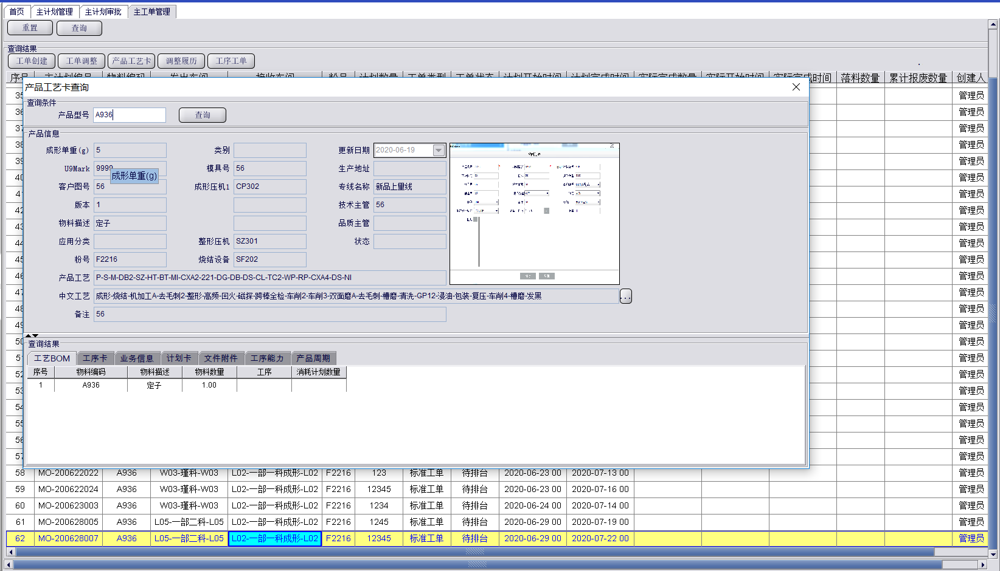 首页 主计划管理 主计划审批 主工单管理
重置 查询
查询结果
工单创建 工单调整 产品工艺卡 调整履历 工序工单
序号 主计划编号 物料编码 发出车间 接收车间 粉号 计划数量 工单类型 工单状态 计划开始时间 计划完成时间 实际完成数量 实际开始时间 实际完成时间 落料数量 累计报废数量 创建人
产品工艺卡查询
查询条件
产品型号 A936 查询
产品信息
成形单重(g) 5 类别 更新日期 2020-06-19
U9Mark 9999 模具号 56 生产地址
成形单重(g)
客户图号 56 成形压机1 CP302 专线名称 新品上量线
版本 1 技术主管 56
物料描述 定子 品质主管
应用分类 整形压机 SZ301 状态
粉号 F2216 烧结设备 SF202
产品工艺 P-S-M-DB2-SZ-HT-BT-MI-CXA2-221-DG-DB-DS-CL-TC2-WP-RP-CXA4-DS-NI
中文工艺 成形-烧结-机加工A-去毛刺2-整形-高频-回火-磁探-跨棒全检-车削2-车削3-双面磨A-去毛刺-槽磨-清洗-GP12-浸油-包装-复压-车削4-槽磨-发黑 ...
备注 56
查询结果
工艺BOM 工序卡 业务信息 计划卡 文件附件 工序能力 产品周期
序号 物料编码 物料描述 物料数量 工序 消耗计划数量
1 A936 定子 1.00
35 管理员
36 管理员
37 管理员
38 管理员
39 管理员
40 管理员
41 管理员
42 管理员
43 管理员
44 管理员
45 管理员
46 管理员
47 管理员
48 管理员
49 管理员
50 管理员
51 管理员
52 管理员
53 管理员
54 管理员
55 管理员
56 管理员
57 管理员
58 MO-200622022 A936 W03-瑾科-W03 L02-一部一科成形-L02 F2216 123 标准工单 待排台 2020-06-23 00 2020-07-13 00 管理员
59 MO-200622024 A936 W03-瑾科-W03 L02-一部一科成形-L02 F2216 12345 标准工单 待排台 2020-06-23 00 2020-07-16 00 管理员
60 MO-200623003 A936 W03-瑾科-W03 L02-一部一科成形-L02 F2216 1234 标准工单 待排台 2020-06-24 00 2020-07-14 00 管理员
61 MO-200628005 A936 L05-一部二科-L05 L02-一部一科成形-L02 F2216 1245 标准工单 待排台 2020-06-29 00 2020-07-19 00 管理员
62 MO-200628007 A936 L05-一部二科-L05 L02-一部一科成形-L02 F2216 12345 标准工单 待排台 2020-06-29 00 2020-07-22 00 管理员